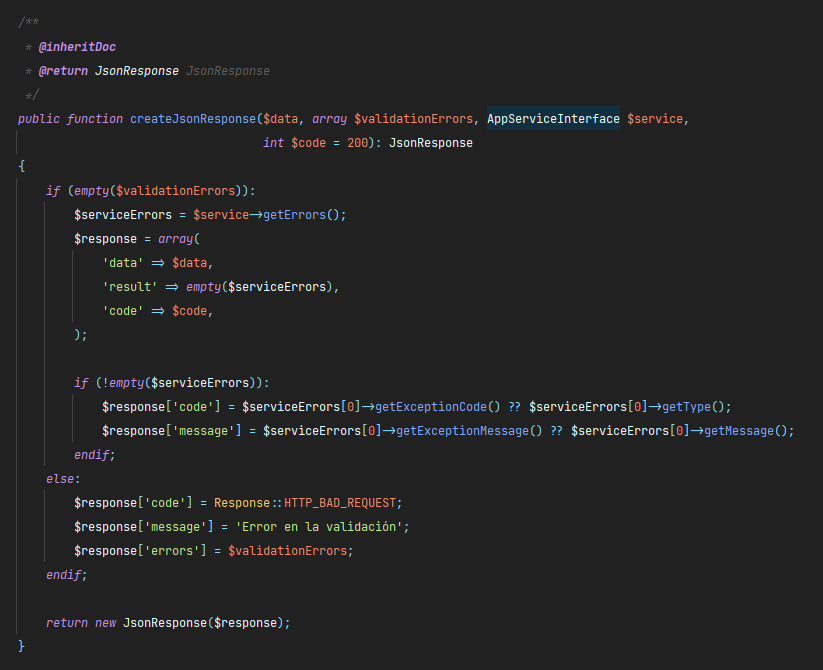 /**
 * @inheritDoc
 * @return JsonResponse JsonResponse
 */
public function createJsonResponse($data, array $validationErrors, AppServiceInterface $service,
                                   int $code = 200): JsonResponse
{
    if (empty($validationErrors)):
        $serviceErrors = $service->getErrors();
        $response = array(
            'data' => $data,
            'result' => empty($serviceErrors),
            'code' => $code,
        );

        if (!empty($serviceErrors)):
            $response['code'] = $serviceErrors[0]->getExceptionCode() ?? $serviceErrors[0]->getType();
            $response['message'] = $serviceErrors[0]->getExceptionMessage() ?? $serviceErrors[0]->getMessage();
        endif;
    else:
        $response['code'] = Response::HTTP_BAD_REQUEST;
        $response['message'] = 'Error en la validación';
        $response['errors'] = $validationErrors;
    endif;

    return new JsonResponse($response);
}